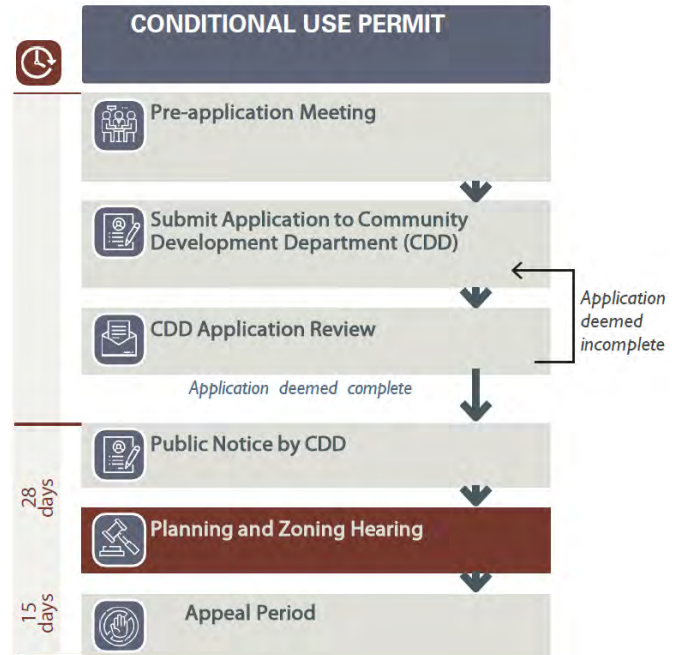 CONDITIONAL USE PERMIT
Pre-application Meeting
Submit Application to Community
Development Department (CDD)
Application
deemed
incomplete
CDD Application Review
Application deemed complete
Public Notice by CDD
28
days
Planning and Zoning Hearing
15
days
Appeal Period